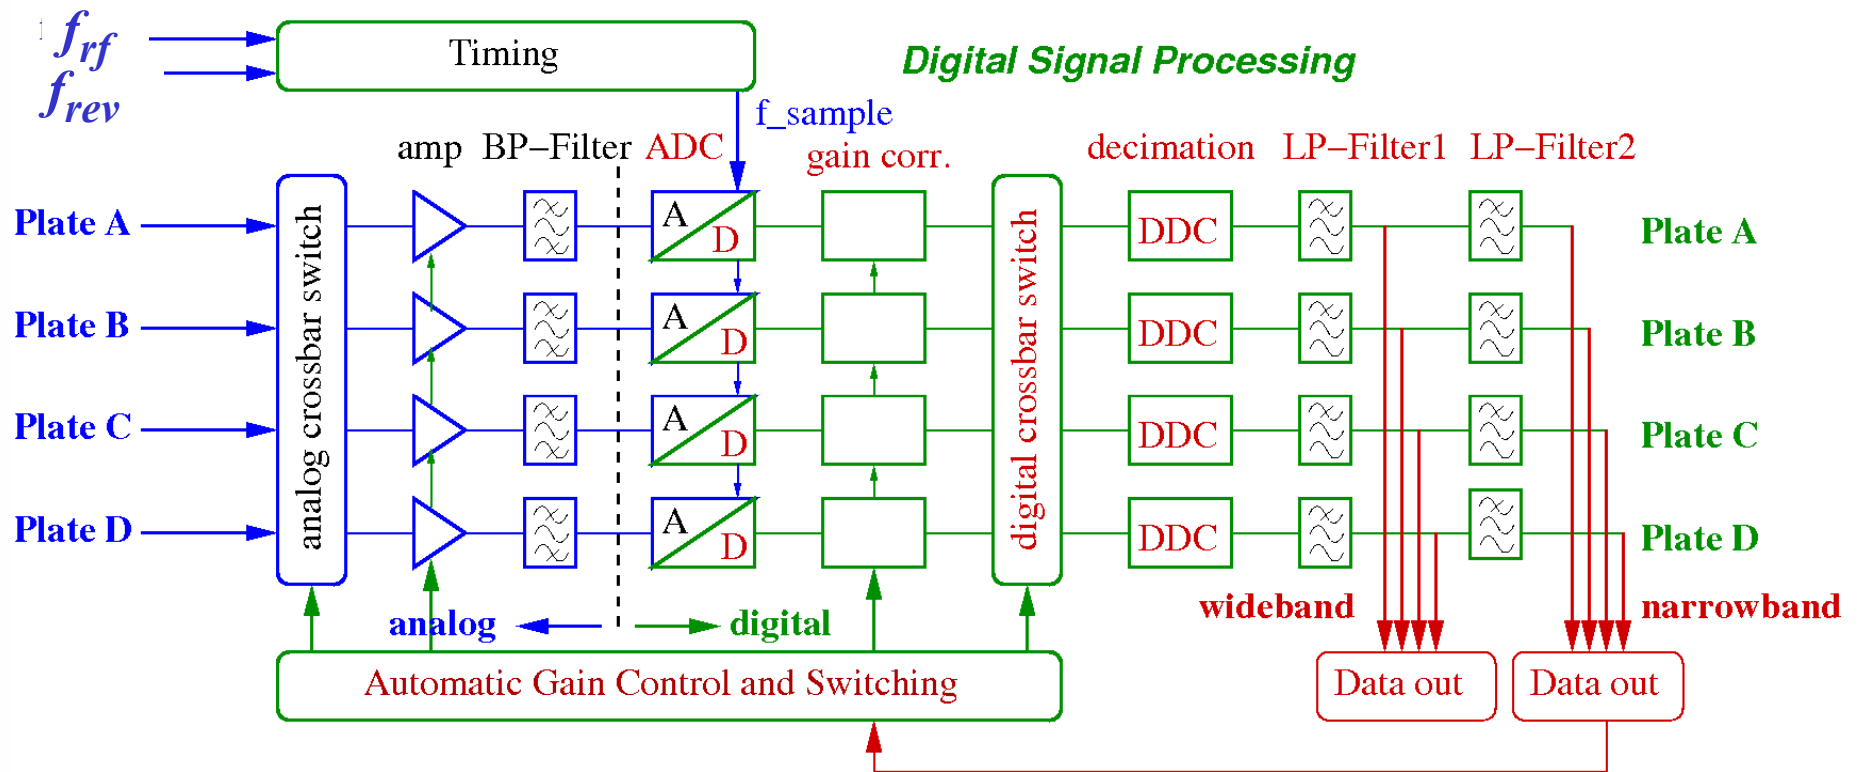 f_rf
f_rev
Timing
Digital Signal Processing
f_sample
amp BP−Filter ADC gain corr. decimation LP−Filter1 LP−Filter2
analog crossbar switch
digital crossbar switch
Plate A A D DDC Plate A
Plate B A D DDC Plate B
Plate C A D DDC Plate C
Plate D A D DDC Plate D
analog digital wideband narrowband
Automatic Gain Control and Switching Data out Data out